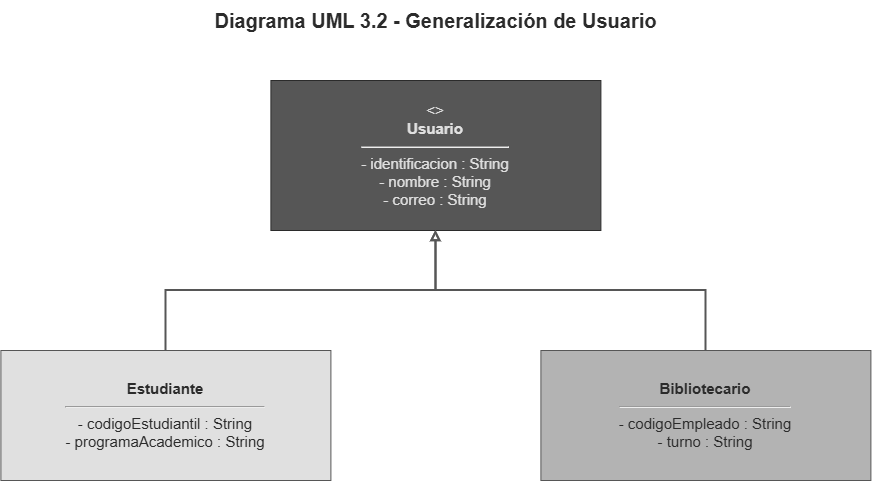 Diagrama UML 3.2 - Generalización de Usuario
<>
Usuario
- identificacion : String
- nombre : String
- correo : String
Estudiante
- codigoEstudiantil : String
- programaAcademico : String
Bibliotecario
- codigoEmpleado : String
- turno : String